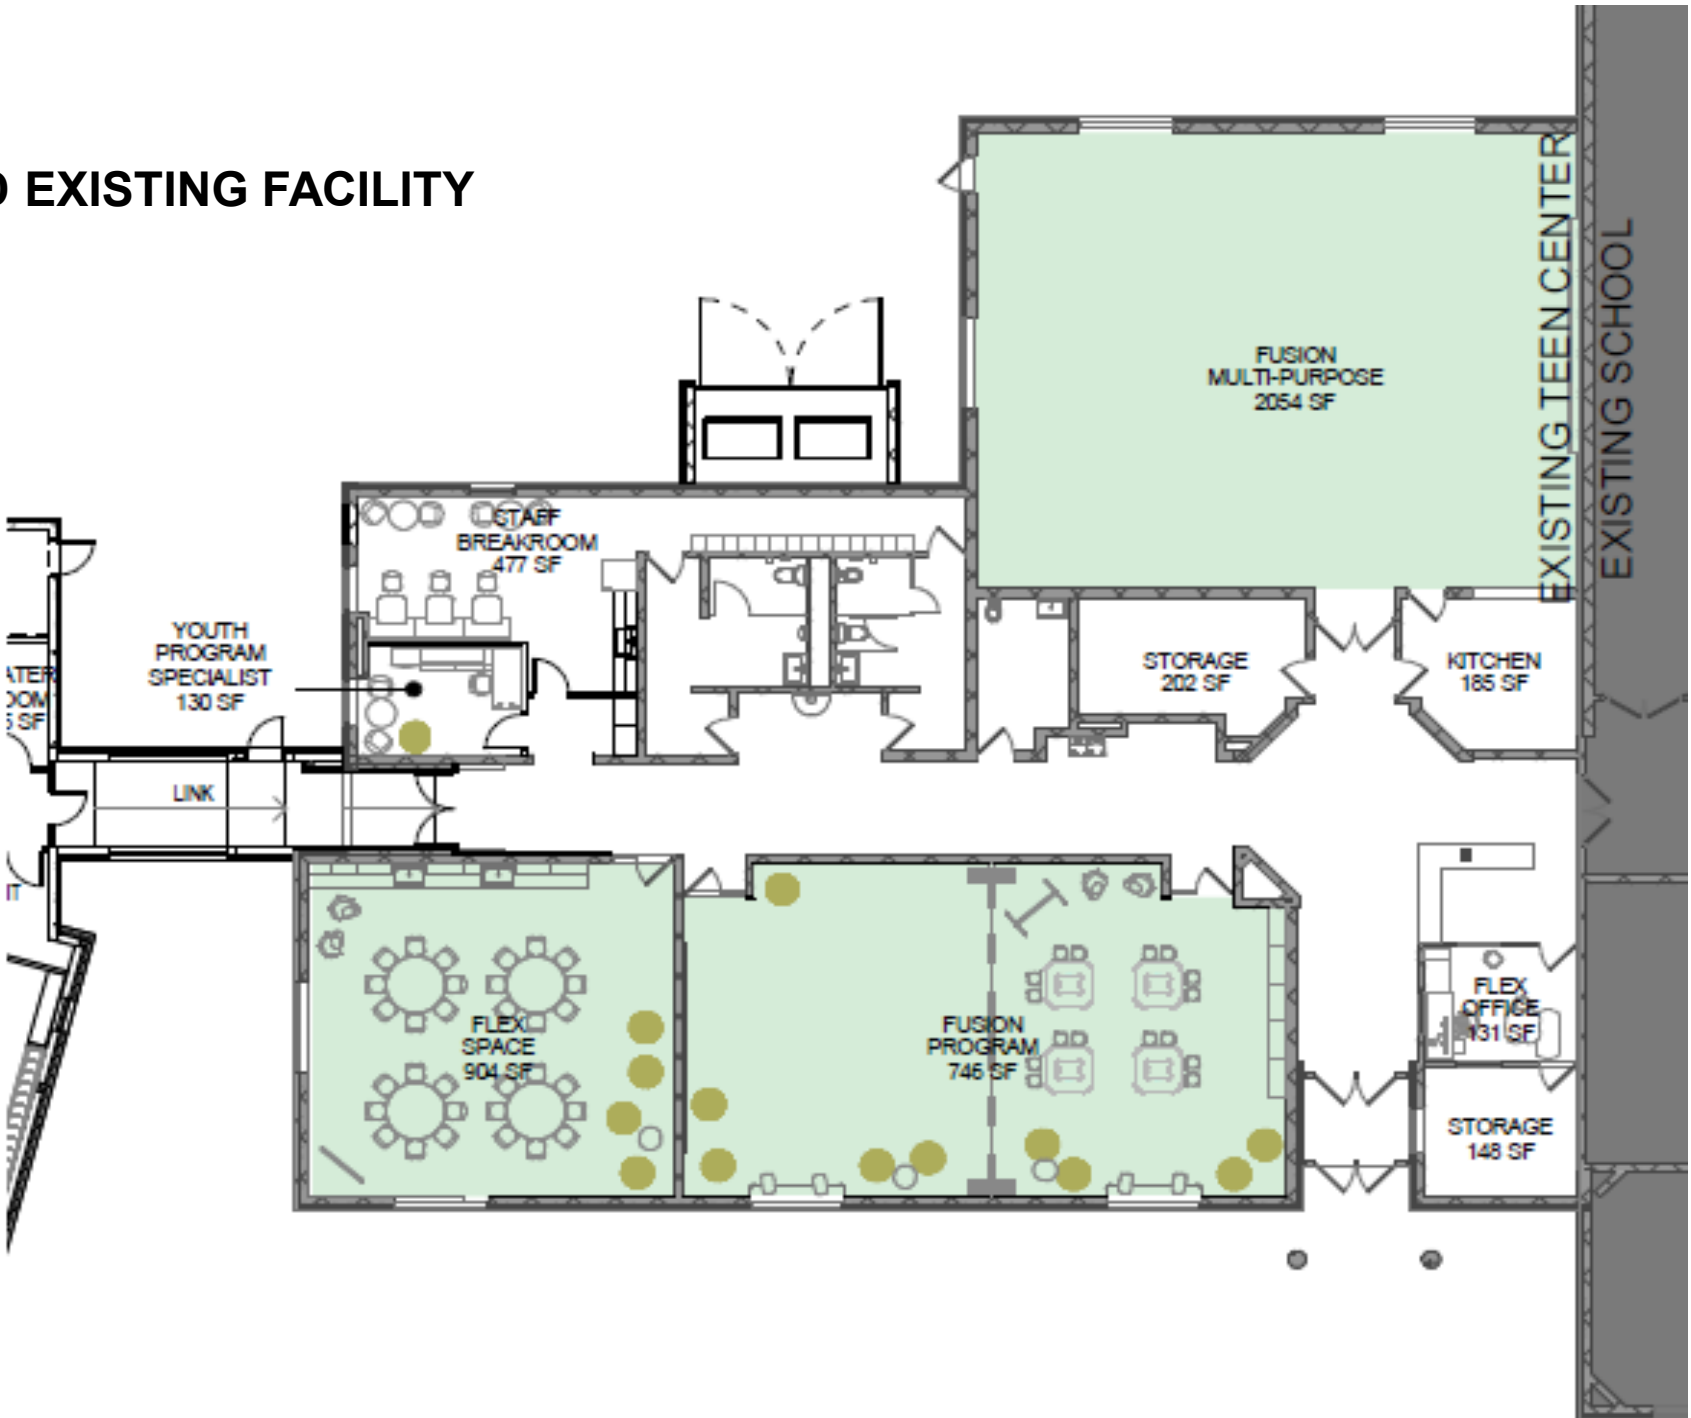 EXISTING FACILITY
EXISTING TEEN CENTER
EXISTING SCHOOL
FUSION
MULTI-PURPOSE
2054 SF
STAFF
BREAKROOM
477 SF
YOUTH
PROGRAM
SPECIALIST
130 SF
STORAGE
202 SF
KITCHEN
185 SF
LINK
FLEX
SPACE
904 SF
FUSION
PROGRAM
746 SF
FLEX
OFFICE
131 SF
STORAGE
148 SF